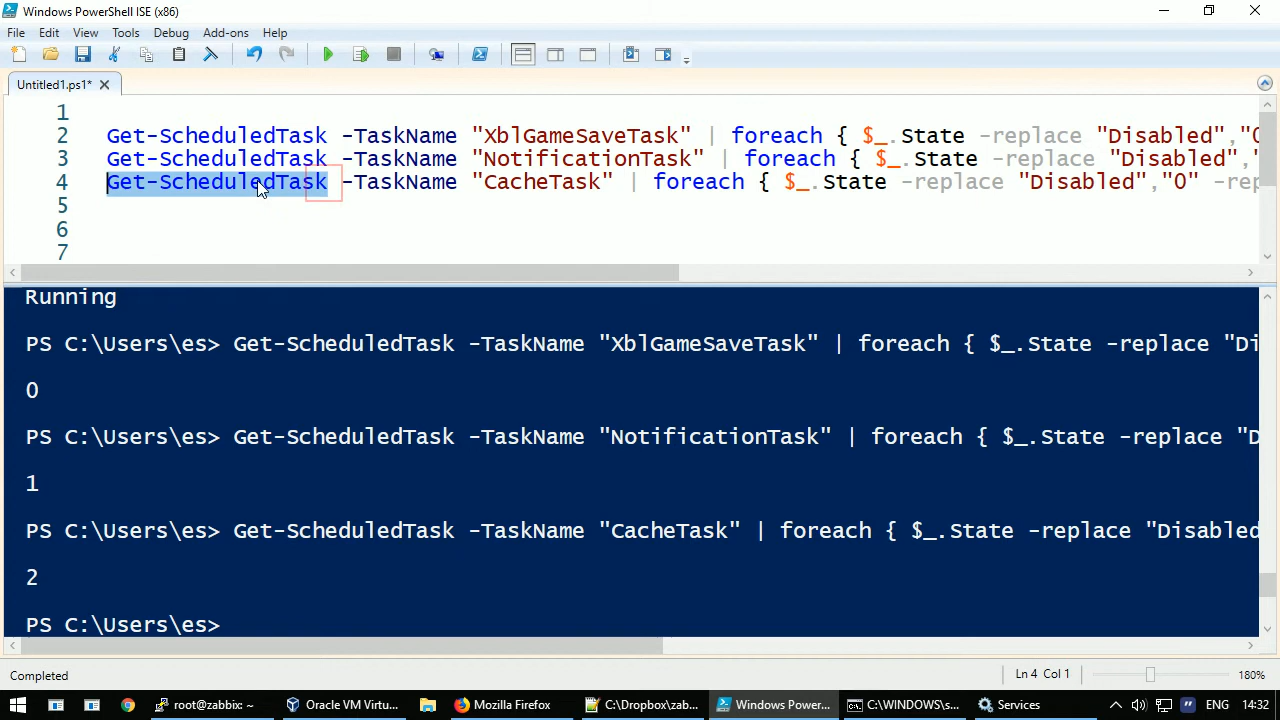 Windows PowerShell ISE (x86)
File Edit View Tools Debug Add-ons Help
Untitled1.ps1*
1
2 Get-ScheduledTask -TaskName "XblGameSaveTask" | foreach { $_.State -replace "Disabled","0
3 Get-ScheduledTask -TaskName "NotificationTask" | foreach { $_.State -replace "Disabled","
4 Get-ScheduledTask -TaskName "CacheTask" | foreach { $_.State -replace "Disabled","0" -rep
5
6
7
Running
PS C:\Users\es> Get-ScheduledTask -TaskName "XblGameSaveTask" | foreach { $_.State -replace "Di
0
PS C:\Users\es> Get-ScheduledTask -TaskName "NotificationTask" | foreach { $_.State -replace "D
1
PS C:\Users\es> Get-ScheduledTask -TaskName "CacheTask" | foreach { $_.State -replace "Disabled
2
PS C:\Users\es>
Completed Ln 4 Col 1 180%
root@zabbix: ~ Oracle VM Virtu... Mozilla Firefox C:\Dropbox\zab... Windows Power... C:\WINDOWS\s... Services ENG 14:32